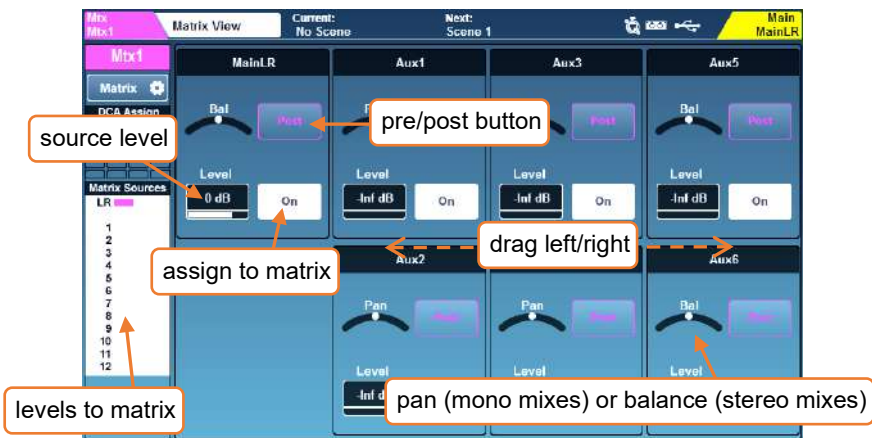 Mtx
Mtx1
Matrix View
Current:
No Scene
Next:
Scene 1
Main
MainLR
Mtx1
MainLR
Aux1
Aux3
Aux5
Matrix
DCA Assign
Bal
Post
pre/post button
Post
Bal
Post
source level
Level
Level
Level
Level
Matrix Sources
LR
0 dB
On
-Inf dB
On
-Inf dB
On
-Inf dB
On
1
2
3
4
5
6
7
8
9
10
11
12
drag left/right
assign to matrix
Aux2
Aux6
Pan
Pan
Bal
Level
Level
Level
-Inf d
levels to matrix
pan (mono mixes) or balance (stereo mixes)